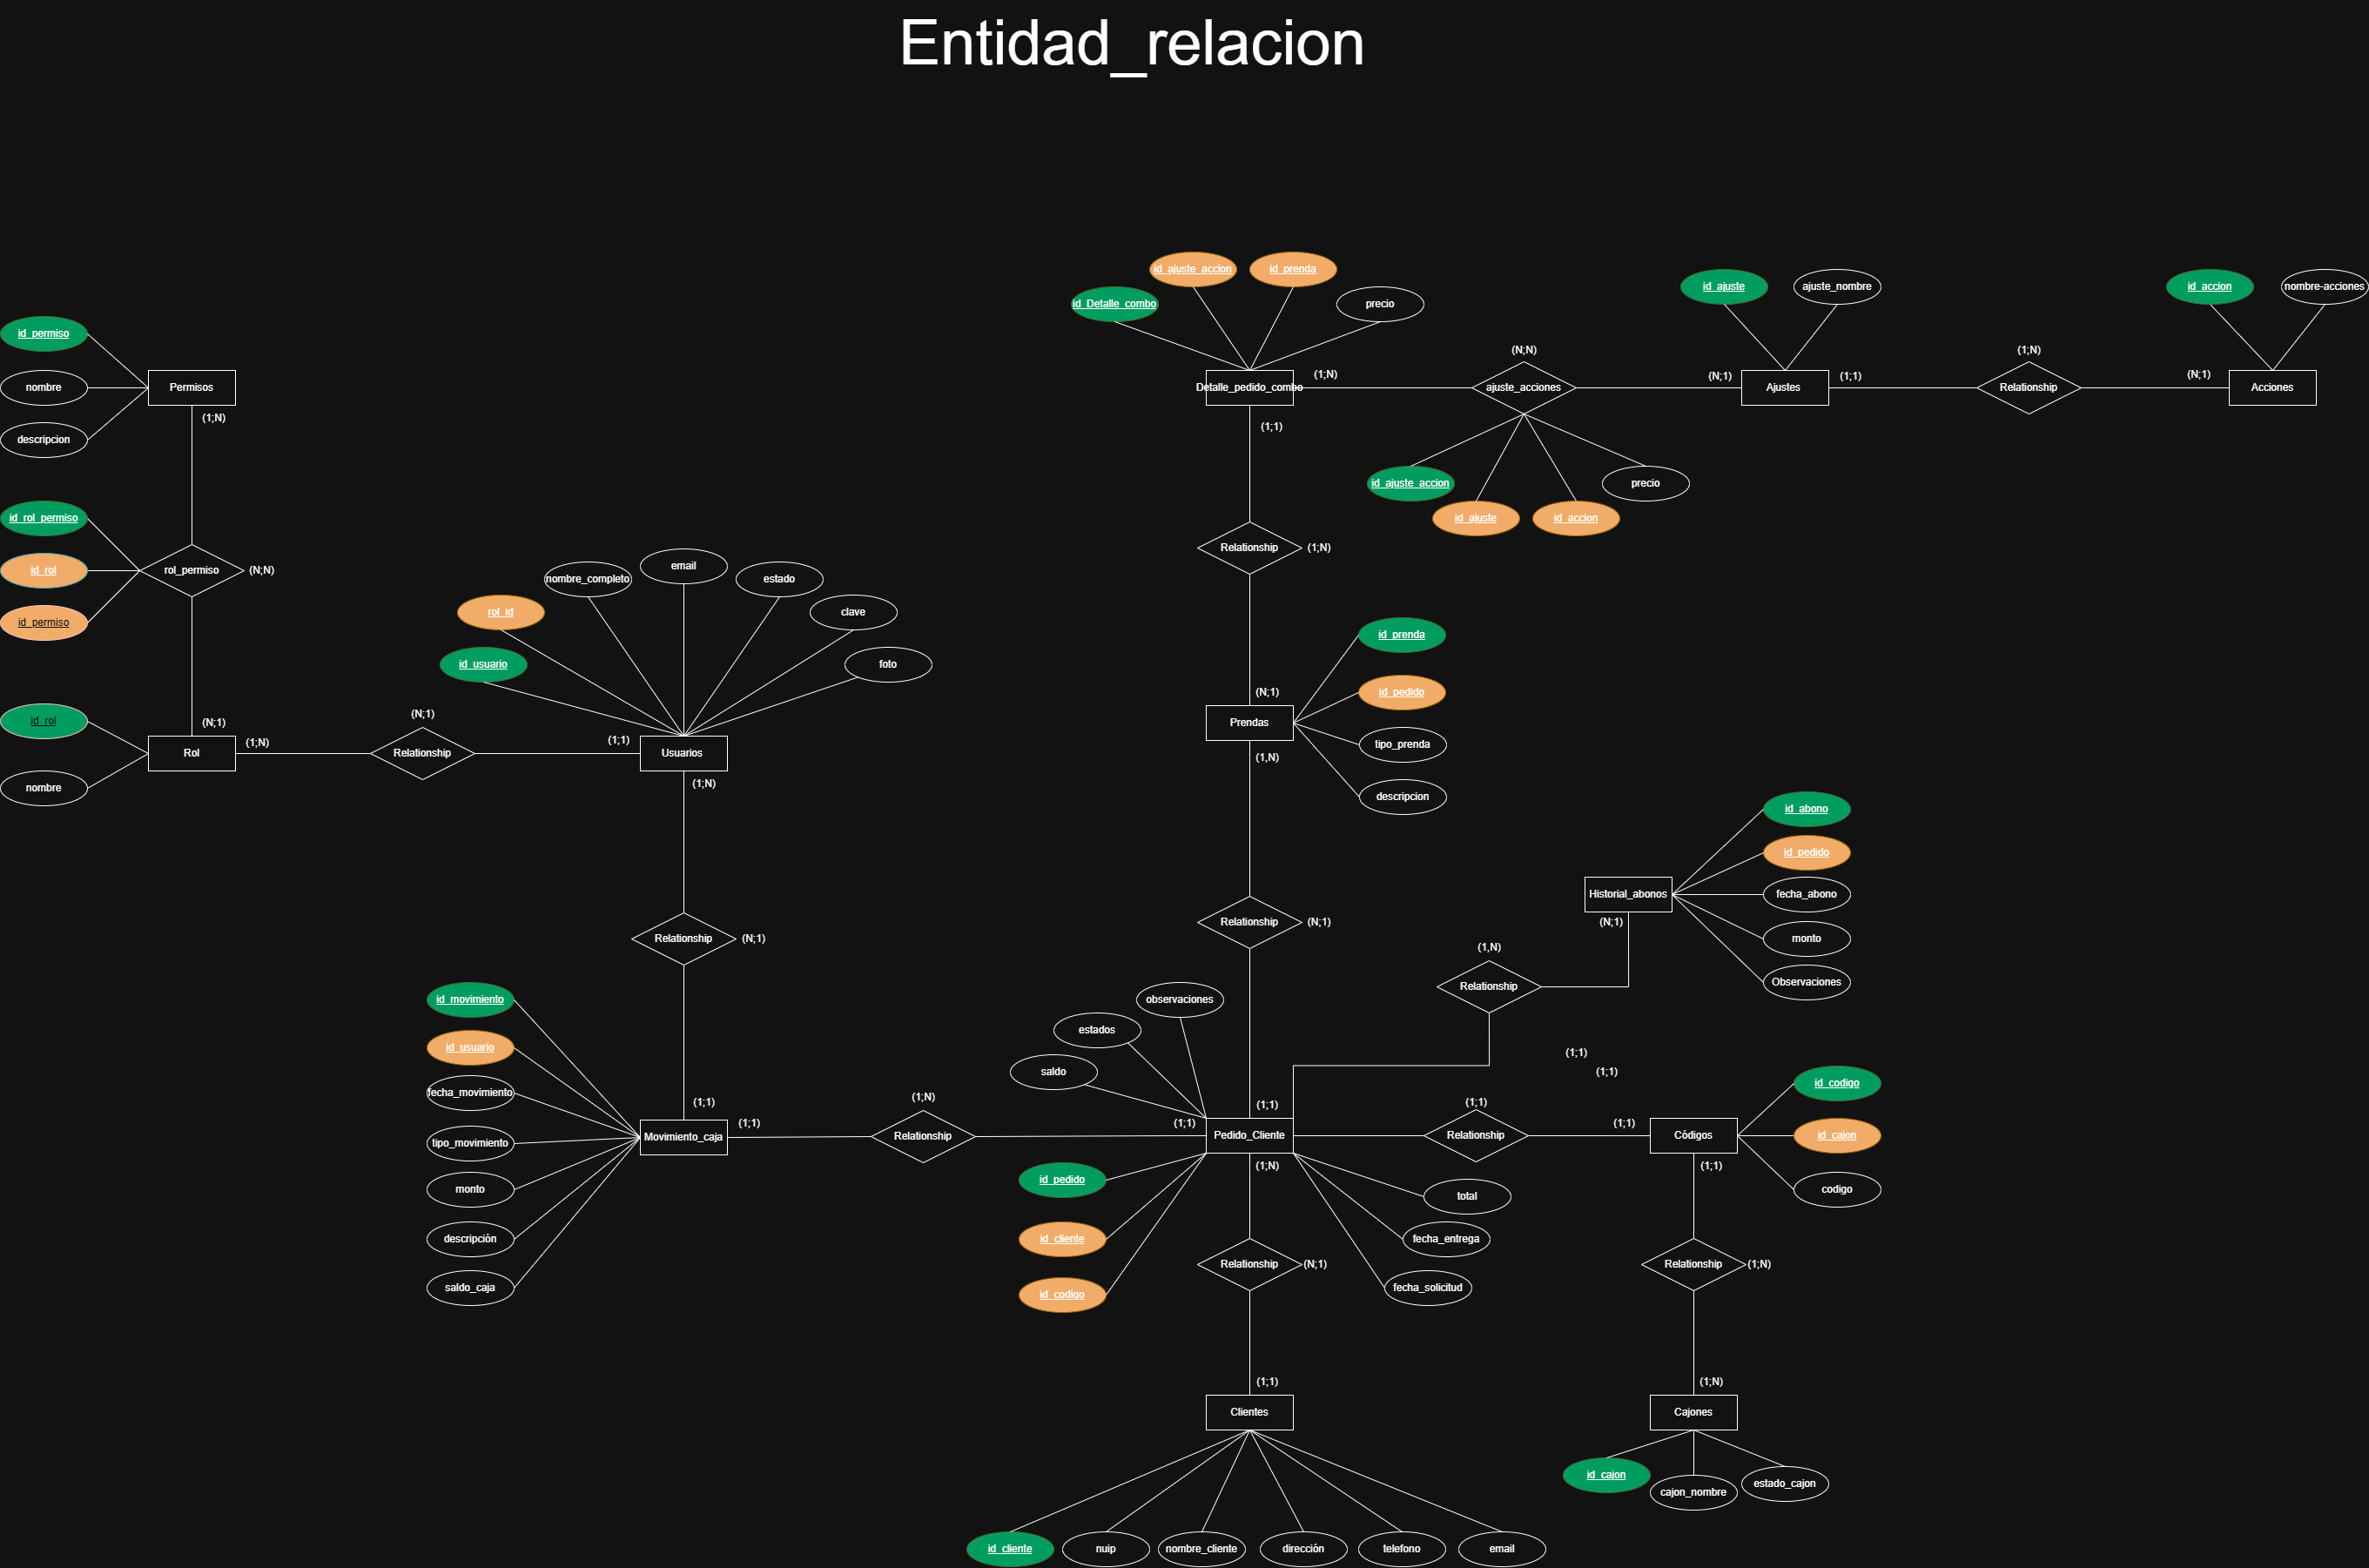 Entidad_relacion
id_ajuste_accion
id_prenda
id_Detalle_combo
precio
id_ajuste
ajuste_nombre
id_accion
nombre-acciones
id_permiso
nombre
descripcion
Permisos
(1;N)
Detalle_pedido_combo
(1;N)
(1;1)
(N;N)
ajuste_acciones
(N;1)
Ajustes
(1;1)
(1;N)
Relationship
(N;1)
Acciones
id_ajuste_accion
id_ajuste
id_accion
precio
id_rol_permiso
id_rol
id_permiso
rol_permiso
(N;N)
Relationship
(1;N)
nombre_completo
email
estado
rol_id
clave
id_usuario
foto
id_prenda
id_pedido
tipo_prenda
descripcion
(N;1)
Prendas
(1,N)
id_rol
nombre
(N;1)
Rol
(1;N)
(N;1)
Relationship
(1;1)
Usuarios
(1;N)
id_abono
id_pedido
fecha_abono
monto
Observaciones
Historial_abonos
(N;1)
Relationship
(N;1)
Relationship
(N;1)
(1,N)
Relationship
(1;1)
(1;1)
id_movimiento
id_usuario
fecha_movimiento
tipo_movimiento
monto
descripción
saldo_caja
(1;1)
Movimiento_caja
(1;1)
(1;N)
Relationship
observaciones
estados
saldo
(1;1)
(1;1)
Pedido_Cliente
(1;N)
(1;1)
Relationship
(1;1)
Códigos
(1;1)
id_codigo
id_cajon
codigo
id_pedido
id_cliente
id_codigo
total
fecha_entrega
fecha_solicitud
Relationship
(N;1)
Relationship
(1;N)
(1;1)
Clientes
(1;N)
Cajones
id_cajon
cajon_nombre
estado_cajon
id_cliente
nuip
nombre_cliente
dirección
telefono
email